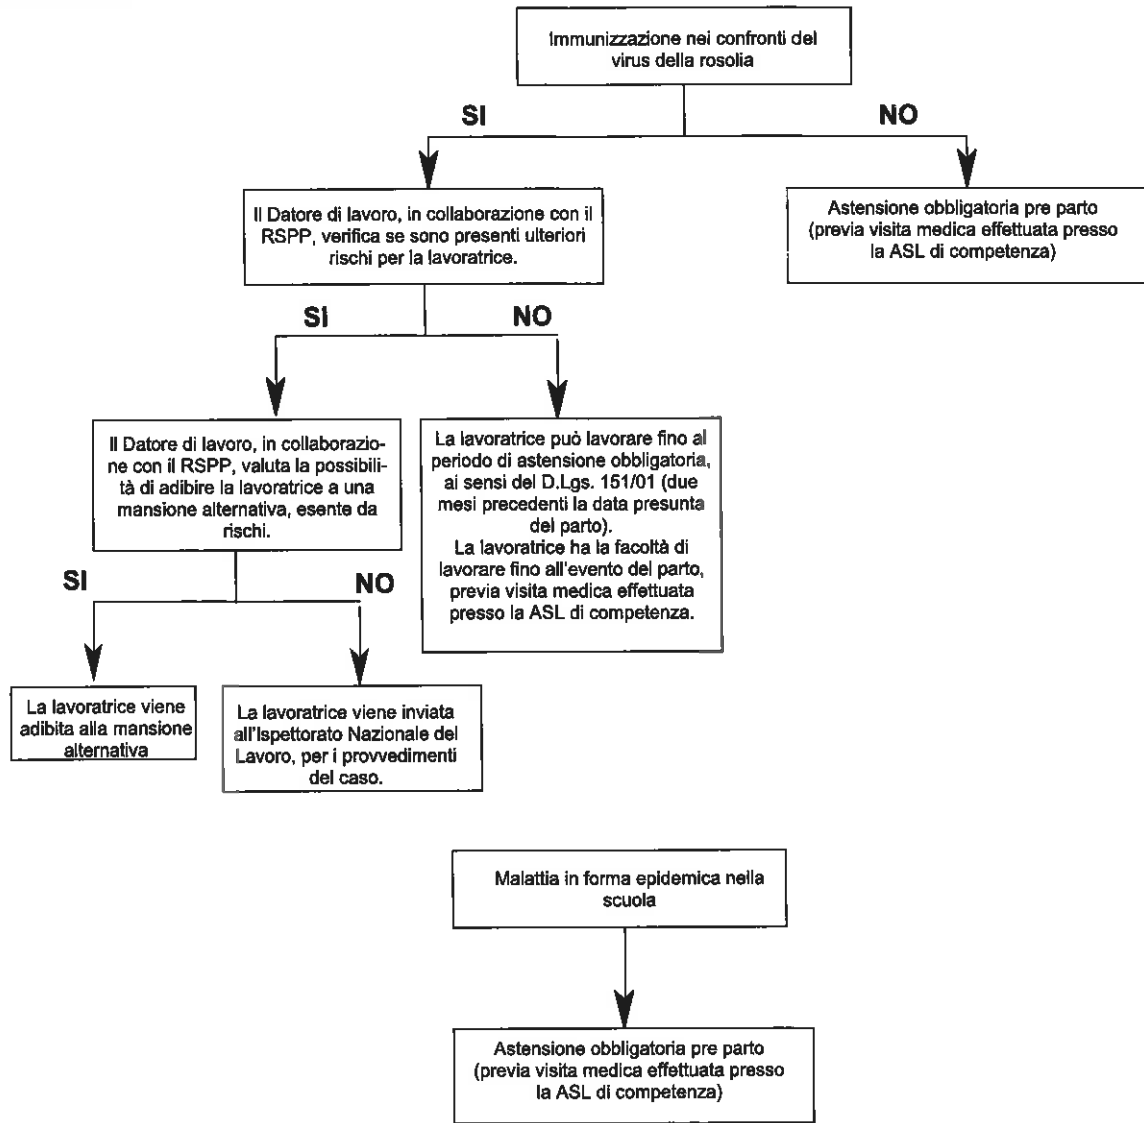 Immunizzazione nei confronti del
virus della rosolia
SI
NO
Il Datore di lavoro, in collaborazione con il
RSPP, verifica se sono presenti ulteriori
rischi per la lavoratrice.
Astensione obbligatoria pre parto
(previa visita medica effettuata presso
la ASL di competenza)
SI
NO
Il Datore di lavoro, in collaborazio-
ne con il RSPP, valuta la possibili-
tà di adibire la lavoratrice a una
mansione alternativa, esente da
rischi.
La lavoratrice può lavorare fino al
periodo di astensione obbligatoria,
ai sensi del D.Lgs. 151/01 (due
mesi precedenti la data presunta
del parto).
La lavoratrice ha la facoltà di
lavorare fino all'evento del parto,
previa visita medica effettuata
presso la ASL di competenza.
SI
NO
La lavoratrice viene
adibita alla mansione
alternativa
La lavoratrice viene inviata
all'Ispettorato Nazionale del
Lavoro, per i provvedimenti
del caso.
Malattia in forma epidemica nella
scuola
Astensione obbligatoria pre parto
(previa visita medica effettuata presso
la ASL di competenza)